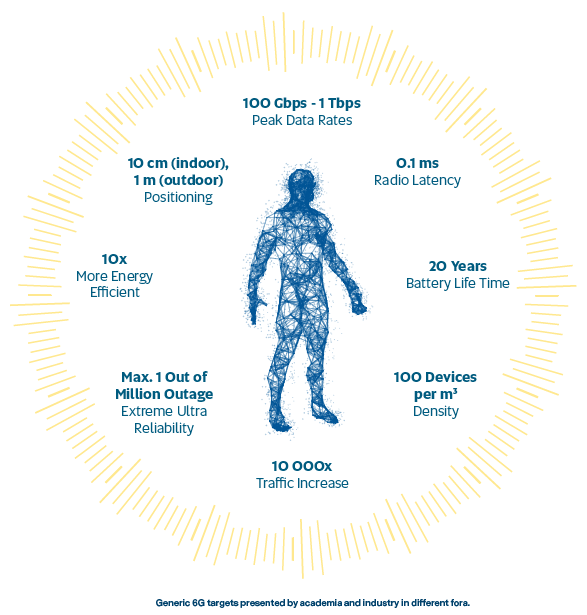 100 Gbps - 1 Tbps
Peak Data Rates
10 cm (indoor),
1 m (outdoor)
Positioning
0.1 ms
Radio Latency
10x
More Energy
Efficient
20 Years
Battery Life Time
Max. 1 Out of
Million Outage
Extreme Ultra
Reliability
100 Devices
per m³
Density
10 000x
Traffic Increase
Generic 6G targets presented by academia and industry in different fora.